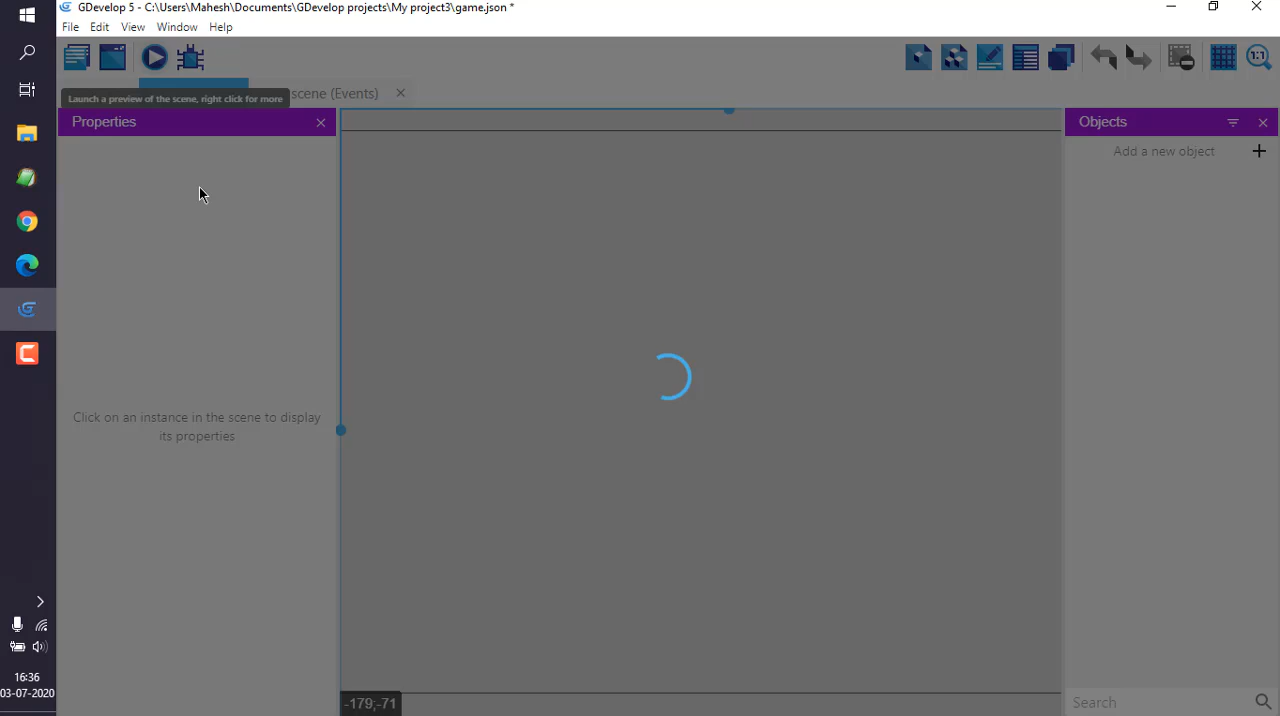 GDevelop 5 - C:\Users\Mahesh\Documents\GDevelop projects\My project3\game.json *
File Edit View Window Help
1:1
scene (Events)
Launch a preview of the scene, right click for more
Properties
Objects
Add a new object
Click on an instance in the scene to display
its properties
-179;-71
Search
16:36
03-07-2020